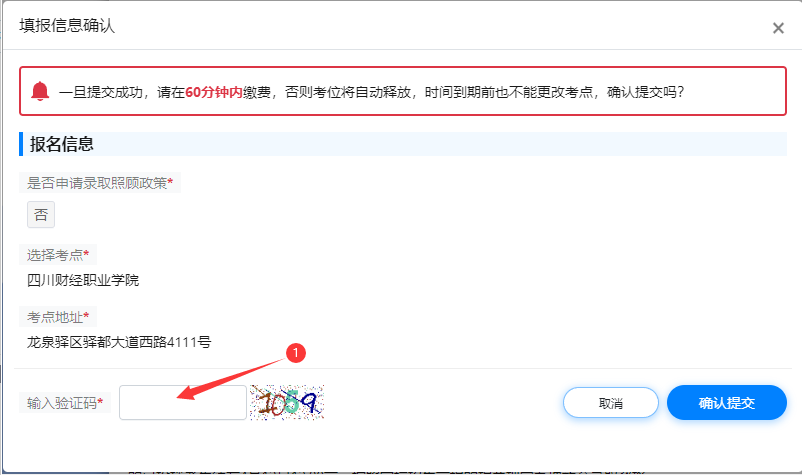 填报信息确认
×
一旦提交成功，请在60分钟内缴费，否则考位将自动释放，时间到期前也不能更改考点，确认提交吗？
报名信息
是否申请录取照顾政策*
否
选择考点*
四川财经职业学院
考点地址*
龙泉驿区驿都大道西路4111号
1
输入验证码*
取消
确认提交